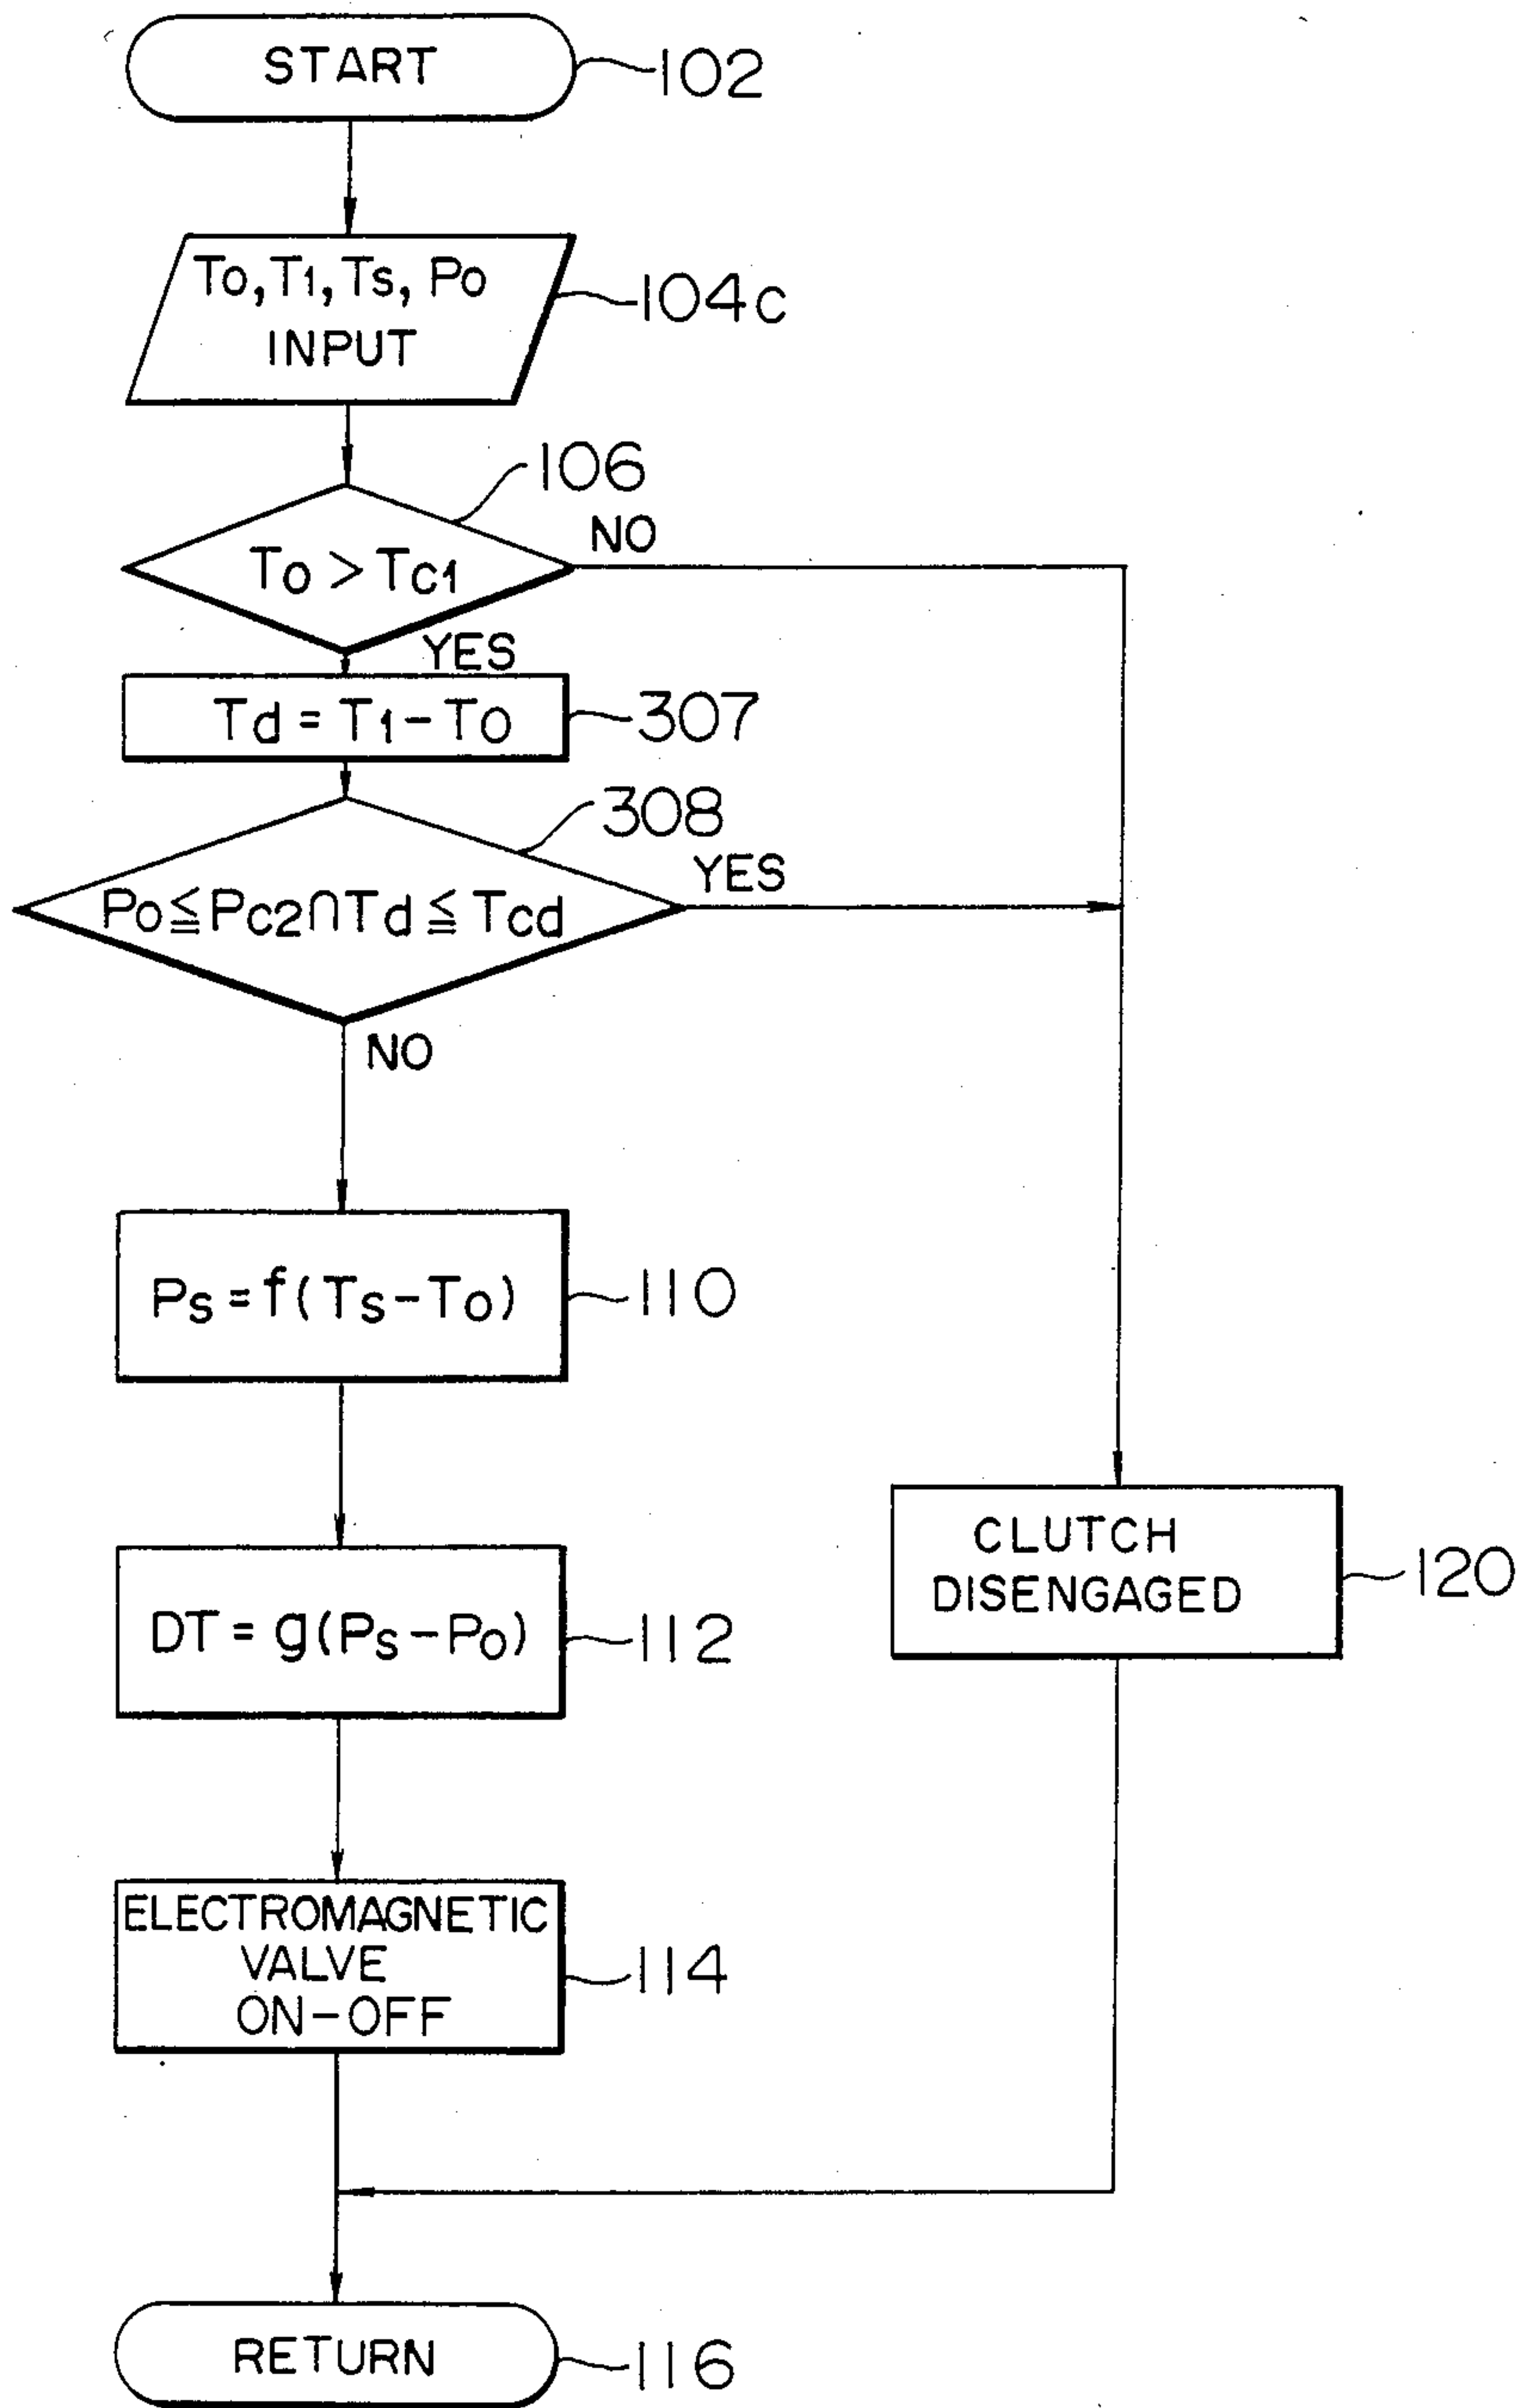 START
102
To, T1, Ts, Po
INPUT
104c
106
To > Tc1
NO
YES
Td = T1 - To
307
308
Po ≦ Pc2 ∩ Td ≦ Tcd
YES
NO
Ps = f(Ts - To)
110
DT = g(Ps - Po)
112
CLUTCH
DISENGAGED
120
ELECTROMAGNETIC
VALVE
ON-OFF
114
RETURN
116